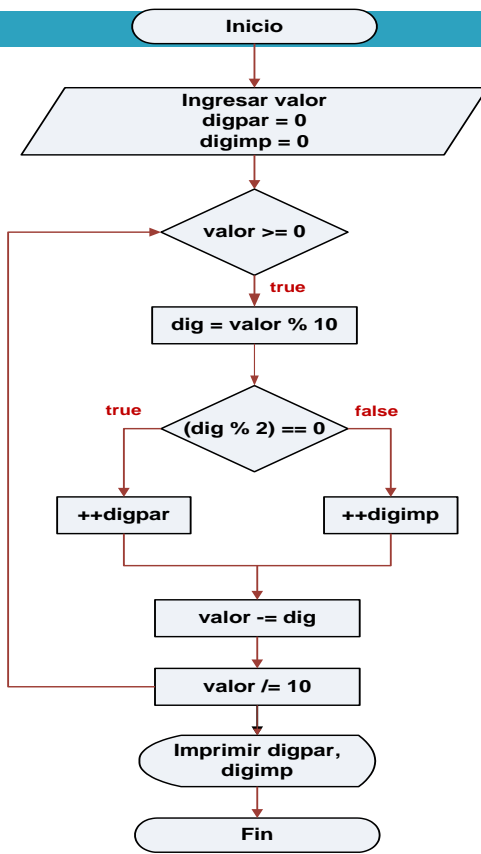 Inicio
Ingresar valor
digpar = 0
digimp = 0
valor >= 0
true
dig = valor % 10
true
false
(dig % 2) == 0
++digpar
++digimp
valor -= dig
valor /= 10
Imprimir digpar,
digimp
Fin